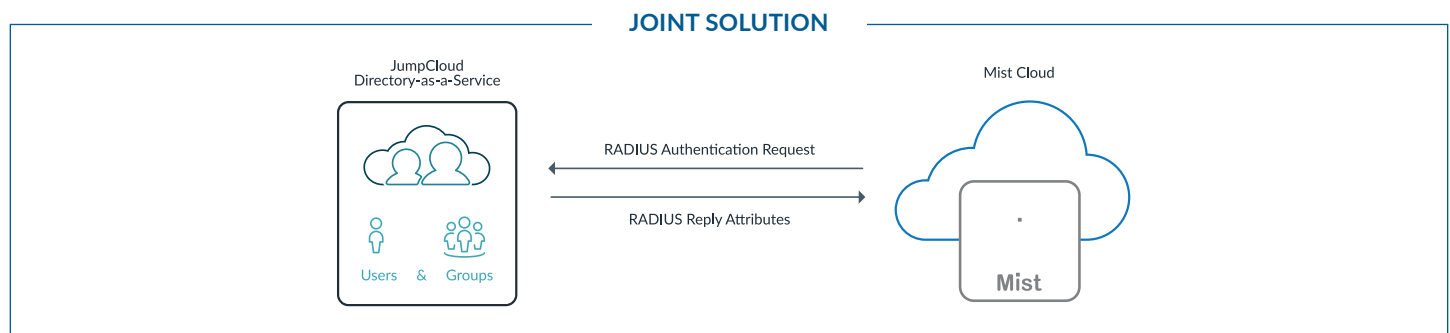 JOINT SOLUTION
JumpCloud
Directory-as-a-Service
Mist Cloud
RADIUS Authentication Request
RADIUS Reply Attributes
Users & Groups
Mist